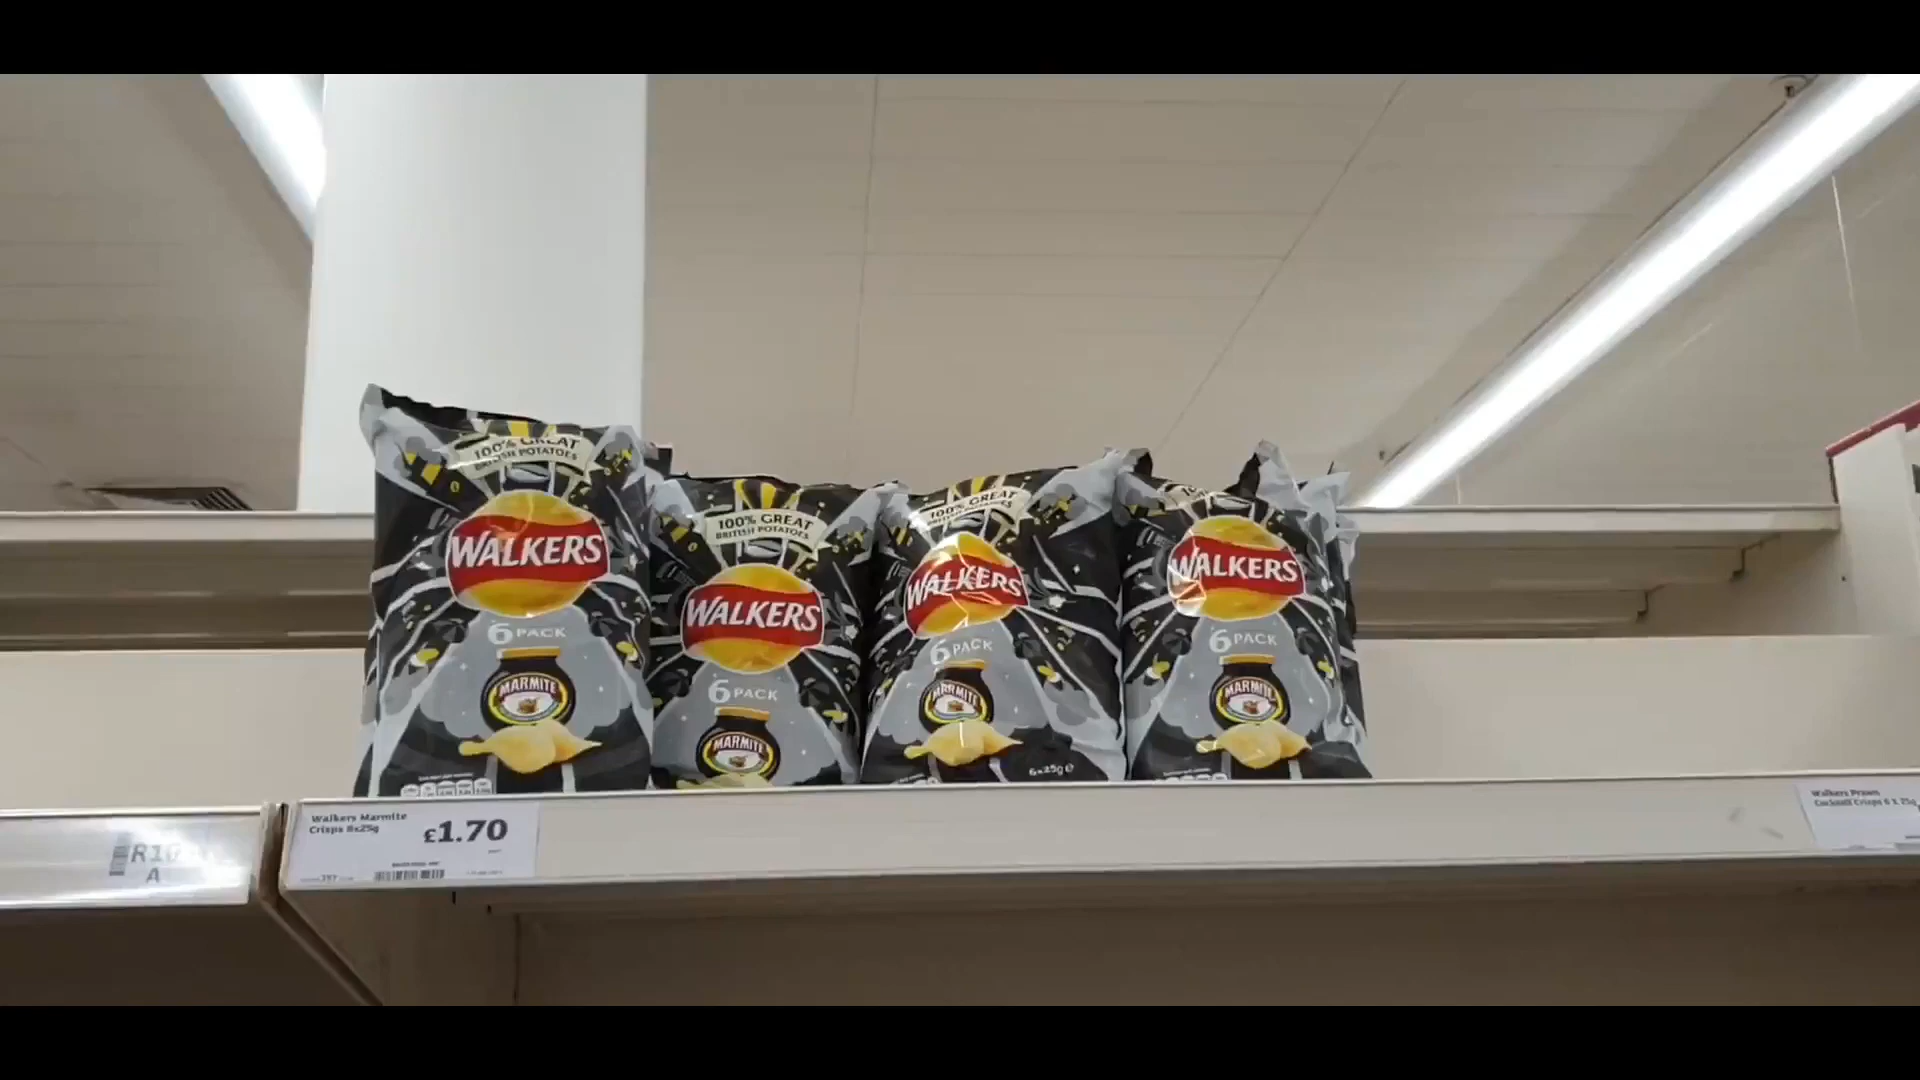 100% GREAT
BRITISH POTATOES
WALKERS
6 PACK
MARMITE
100% GREAT
BRITISH POTATOES
WALKERS
6 PACK
MARMITE
100% GREAT
BRITISH POTATOES
WALKERS
6 PACK
MARMITE
6x25g e
WALKERS
6 PACK
MARMITE
Walkers Marmite
Crisps 6x25g
£1.70
Walkers Prawn
Cocktail Crisps 6 X 25g
R10
A